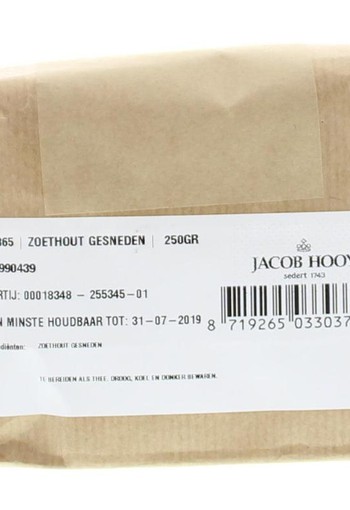 365 | ZOETHOUT GESNEDEN | 250GR
990439
JACOB HOOY
sedert 1743
RTIJ: 00018348 - 255345-01
N MINSTE HOUDBAAR TOT: 31-07-2019
8 719265 033037
ediënten: ZOETHOUT GESNEDEN
TE BEREIDEN ALS THEE. DROOG, KOEL EN DONKER BEWAREN.